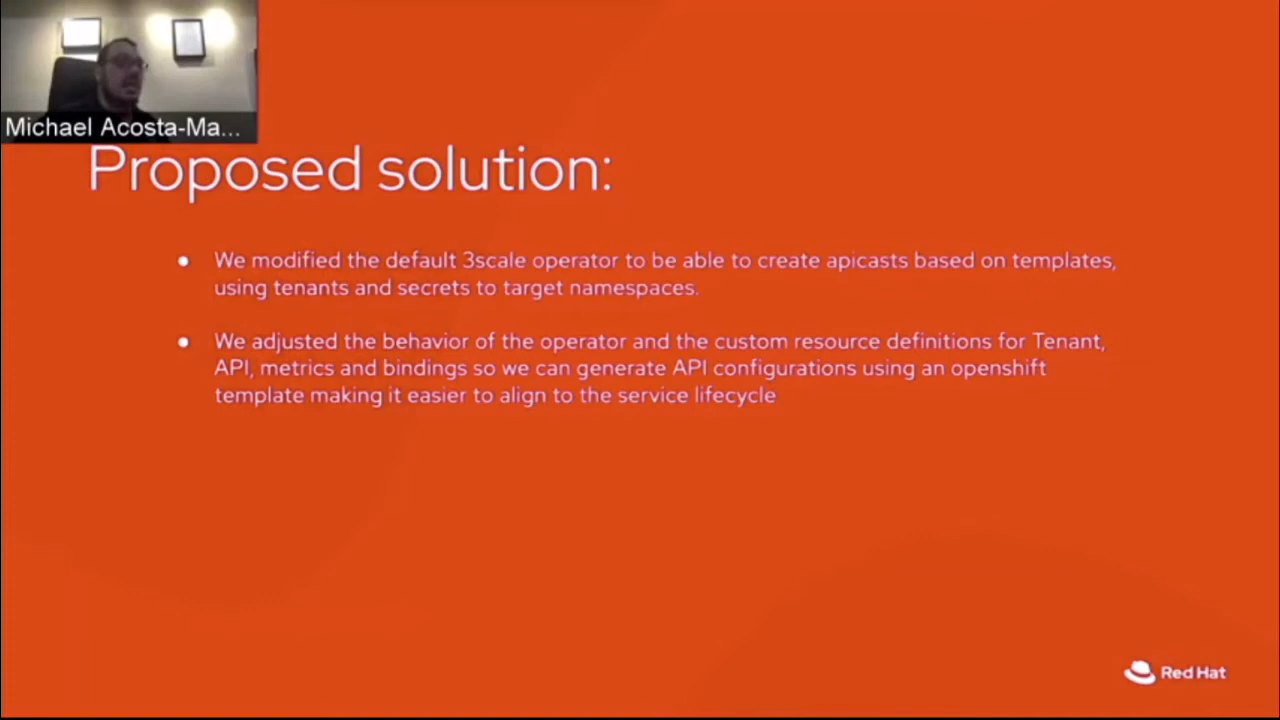 Michael Acosta-Ma...
Proposed solution:
● We modified the default 3scale operator to be able to create apicasts based on templates,
using tenants and secrets to target namespaces.
● We adjusted the behavior of the operator and the custom resource definitions for Tenant,
API, metrics and bindings so we can generate API configurations using an openshift
template making it easier to align to the service lifecycle
Red Hat